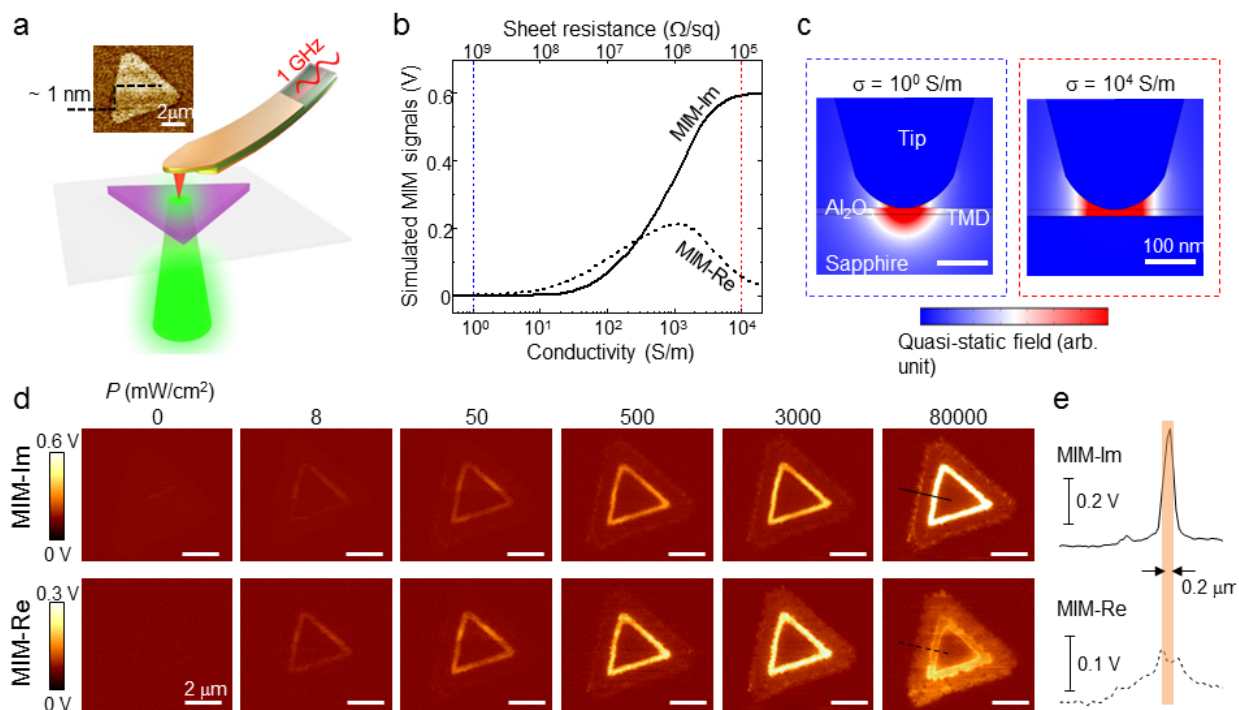 a
~ 1 nm
2μm
1 GHz
b
Sheet resistance (Ω/sq)
10⁹ 10⁸ 10⁷ 10⁶ 10⁵
Simulated MIM signals (V)
0.6
0.4
0.2
0
MIM-Im
MIM-Re
10⁰ 10¹ 10² 10³ 10⁴
Conductivity (S/m)
c
σ = 10⁰ S/m
Tip
Al₂O
TMD
Sapphire
σ = 10⁴ S/m
100 nm
Quasi-static field (arb.
unit)
d
P (mW/cm²)
0 8 50 500 3000 80000
MIM-Im
0.6 V
0 V
MIM-Re
0.3 V
0 V
2 μm
e
MIM-Im
0.2 V
0.2 μm
MIM-Re
0.1 V